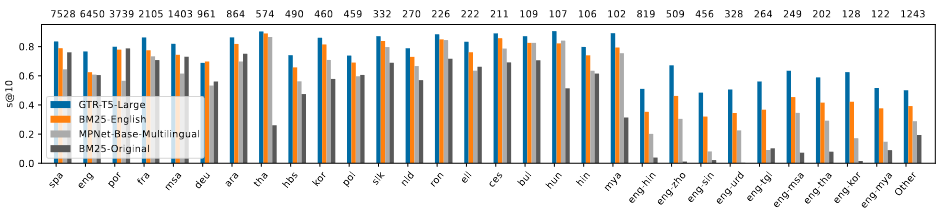 7528 6450 3739 2105 1403 961 864 574 490 460 459 332 270 226 222 211 109 107 106 102 819 509 456 328 264 249 202 128 122 1243
s@10
0.8
0.6
0.4
0.2
0.0
GTR-T5-Large
BM25-English
MPNet-Base-Multilingual
BM25-Original
spa eng por fra msa deu ara tha hbs kor pol slk nld ron ell ces bul hun hin mya eng-hin eng-zho eng-sin eng-urd eng-tgl eng-msa eng-tha eng-kor eng-mya Other